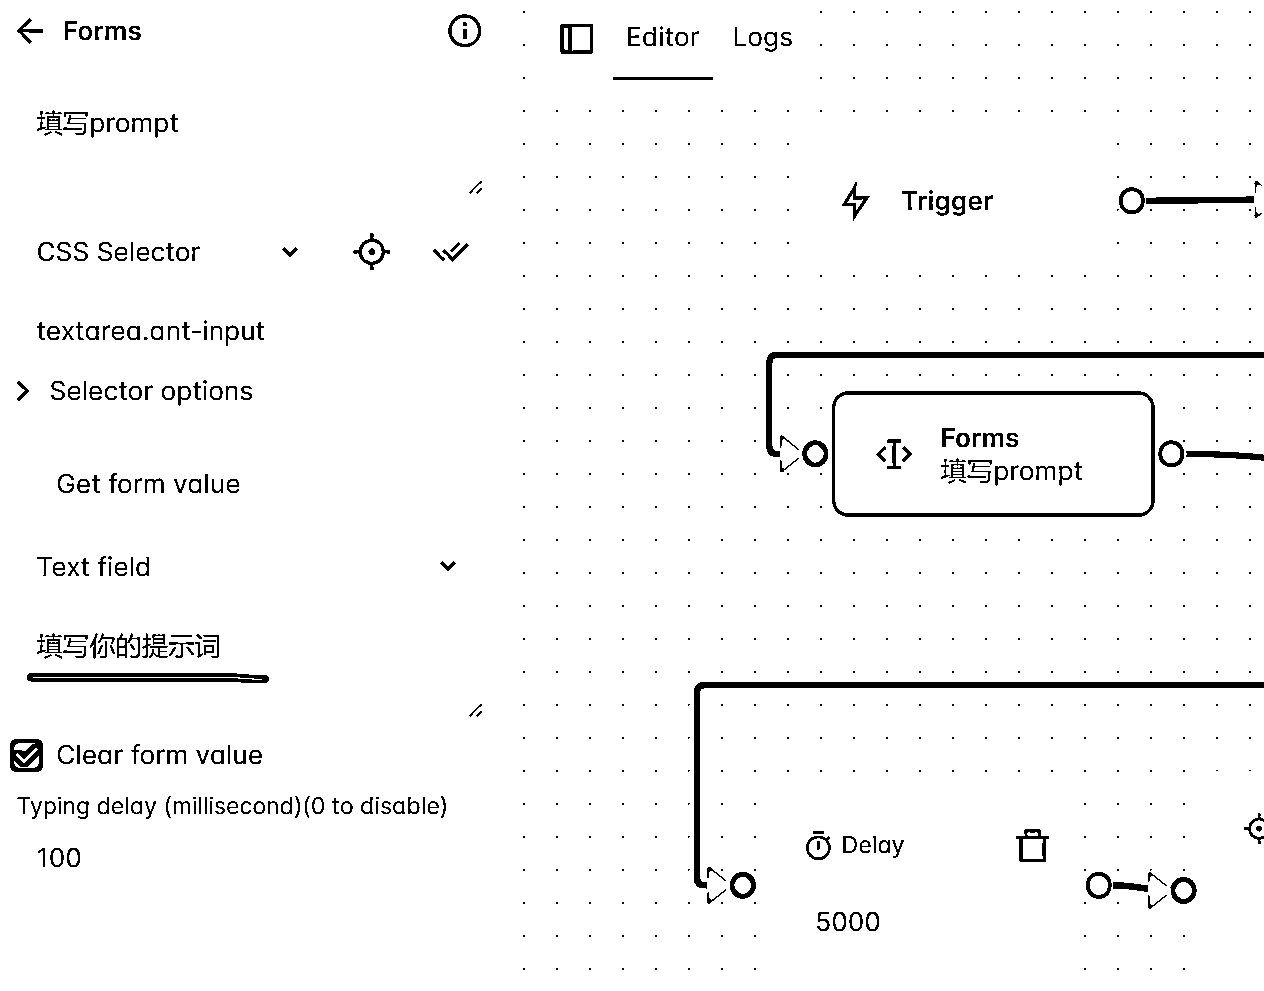 Forms
填写prompt
CSS Selector
textarea.ant-input
Selector options
Get form value
Text field
填写你的提示词
Clear form value
Typing delay (millisecond)(0 to disable)
100
Editor Logs
Trigger
Forms
填写prompt
Delay
5000